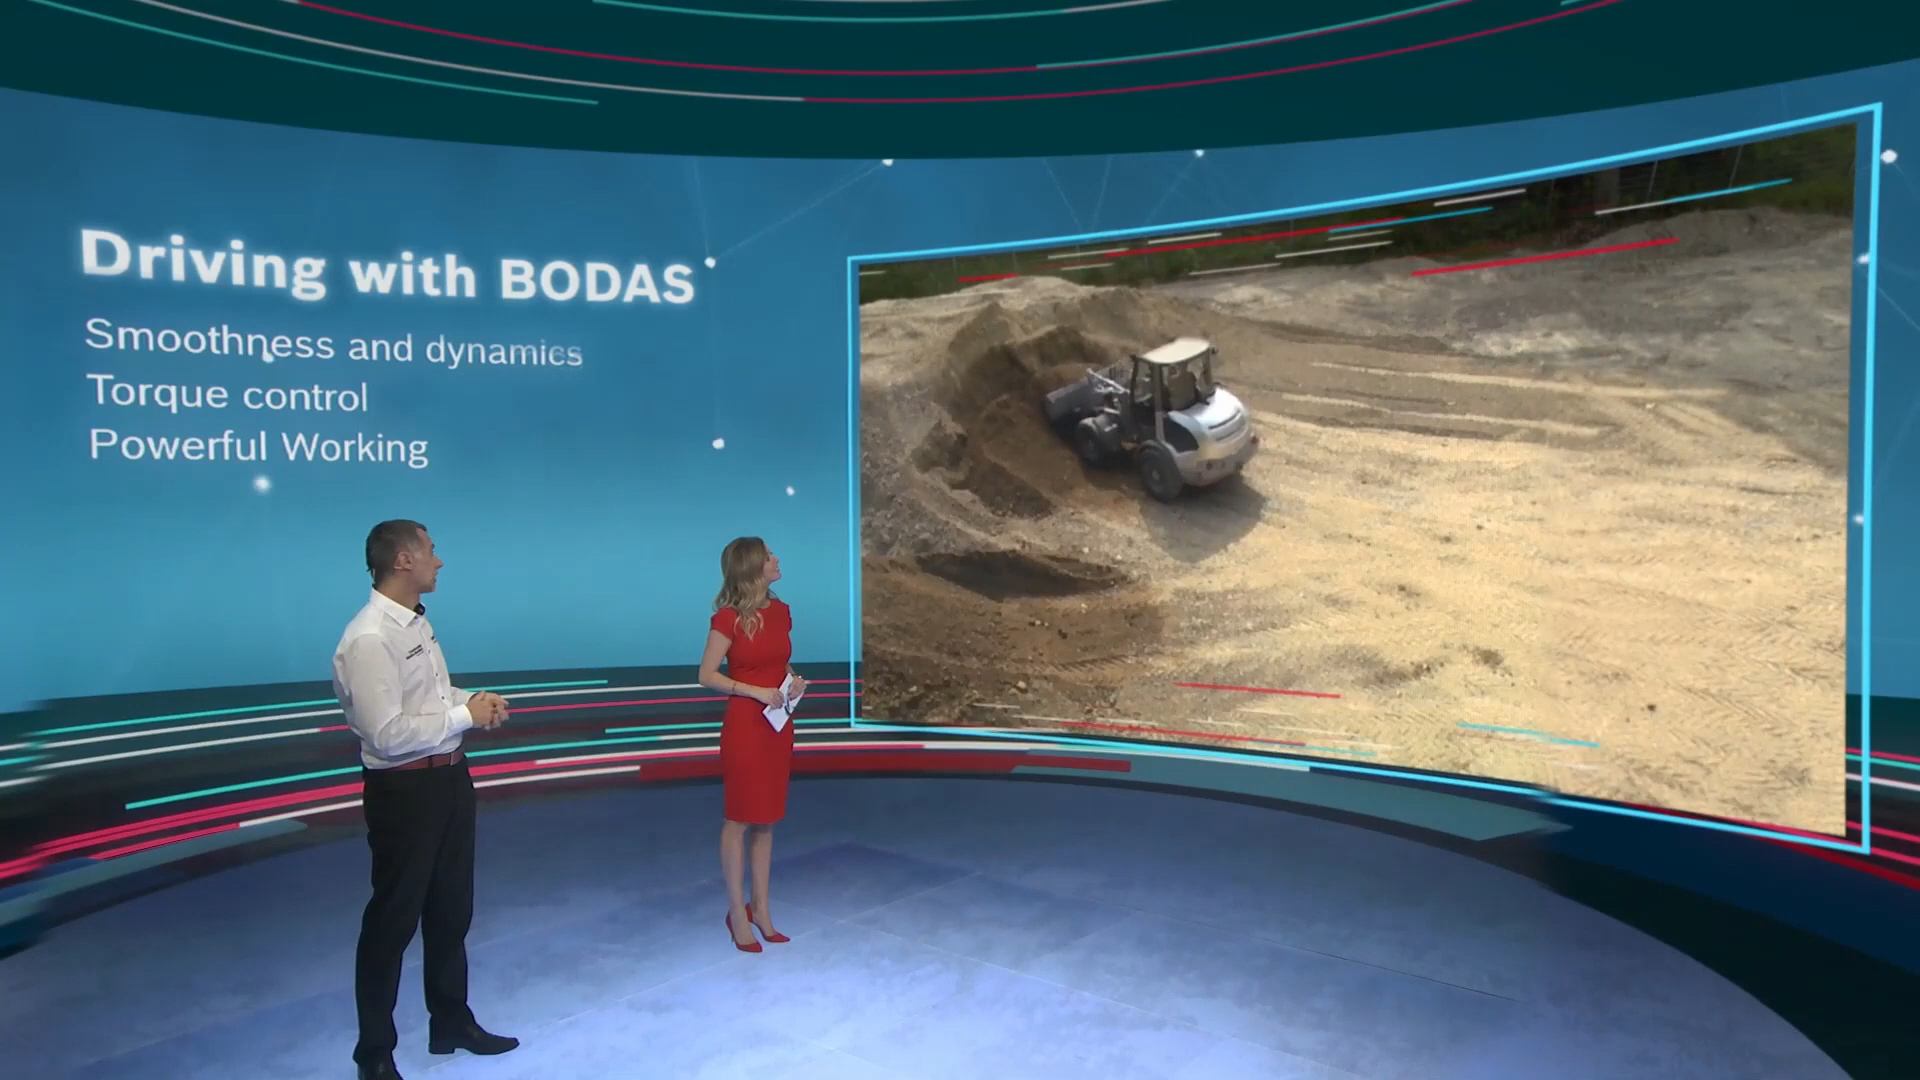 Driving with BODAS
Smoothness and dynamics
Torque control
Powerful Working